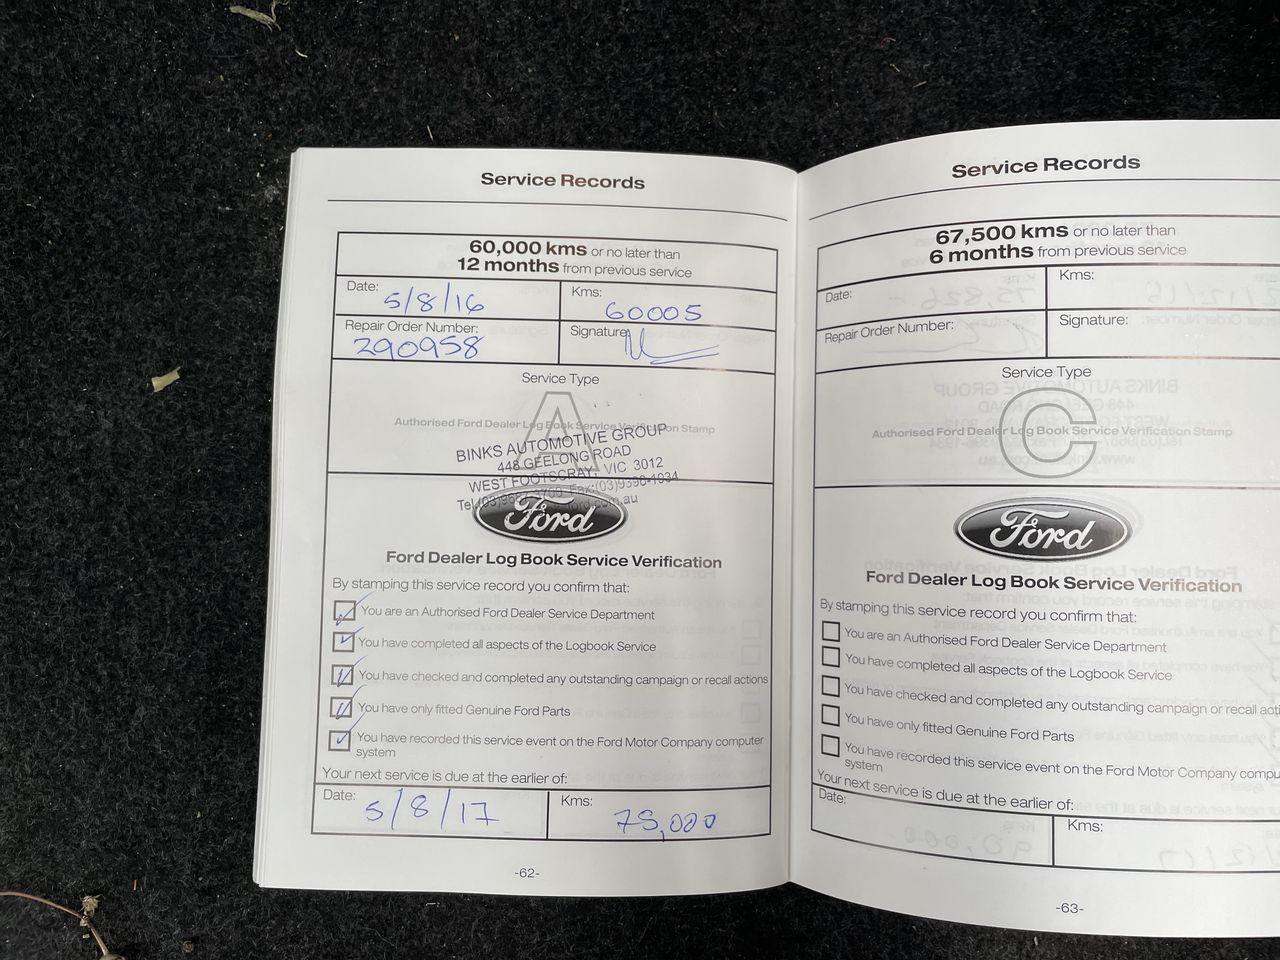 Service Records
60,000 kms or no later than
12 months from previous service
Date: 5/8/16
Kms: 60005
Repair Order Number: 290958
Signature:
Service Type
A
Authorised Ford Dealer Log Book Service Verification Stamp
BINKS AUTOMOTIVE GROUP
448 GEELONG ROAD
WEST FOOTSCRAY, VIC 3012
Fax:(03)9396-1934
Ford
Ford Dealer Log Book Service Verification
By stamping this service record you confirm that:
You are an Authorised Ford Dealer Service Department
You have completed all aspects of the Logbook Service
You have checked and completed any outstanding campaign or recall actions
You have only fitted Genuine Ford Parts
You have recorded this service event on the Ford Motor Company computer
system
Your next service is due at the earlier of:
Date: 5/8/17
Kms: 75,000
-62-
Service Records
67,500 kms or no later than
6 months from previous service
Date:
Kms:
Repair Order Number:
Signature:
Service Type
C
Authorised Ford Dealer Log Book Service Verification Stamp
Ford
Ford Dealer Log Book Service Verification
By stamping this service record you confirm that:
You are an Authorised Ford Dealer Service Department
You have completed all aspects of the Logbook Service
You have checked and completed any outstanding campaign or recall acti
You have only fitted Genuine Ford Parts
You have recorded this service event on the Ford Motor Company compu
system
Your next service is due at the earlier of:
Date:
Kms:
-63-